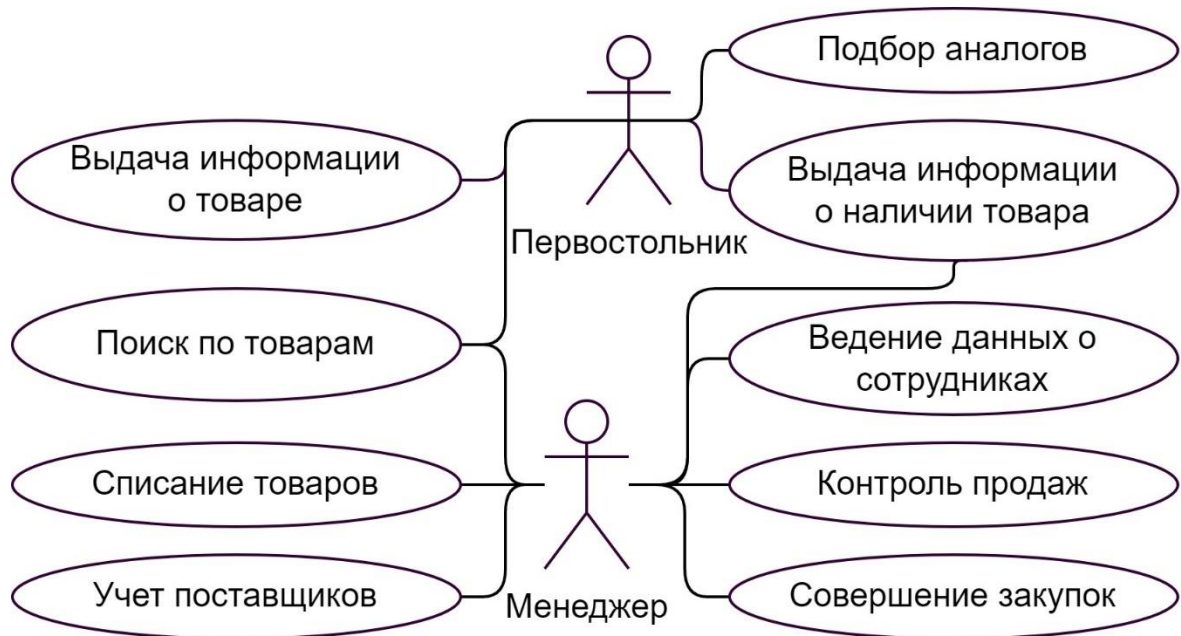 Подбор аналогов
Выдача информации
о товаре
Выдача информации
о наличии товара
Первостольник
Поиск по товарам
Ведение данных о
сотрудниках
Списание товаров
Контроль продаж
Учет поставщиков
Менеджер
Совершение закупок